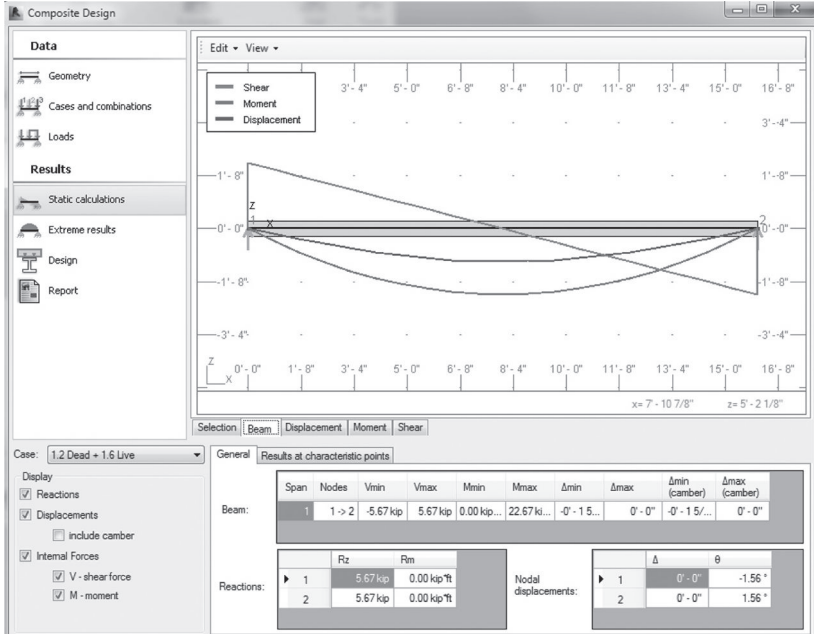 Composite Design
Data
Geometry
Cases and combinations
Loads
Results
Static calculations
Extreme results
Design
Report
Edit View
Shear
Moment
Displacement
3'- 4" 5'- 0" 6'- 8" 8'- 4" 10'- 0" 11'- 8" 13'- 4" 15'- 0" 16'- 8"
3'- 4"
1'- 8" 1'- 8"
Z
1 X 2
0'- 0" 0'- 0"
-1'- 8" -1'- 8"
-3'- 4" -3'- 4"
Z
X
0'- 0" 1'- 8" 3'- 4" 5'- 0" 6'- 8" 8'- 4" 10'- 0" 11'- 8" 13'- 4" 15'- 0" 16'- 8"
x= 7' - 10 7/8" z= 5' - 2 1/8"
Selection Beam Displacement Moment Shear
Case: 1.2 Dead + 1.6 Live
Display
Reactions
Displacements
include camber
Internal Forces
V - shear force
M - moment
General Results at characteristic points
Beam:
Span Nodes Vmin Vmax Mmin Mmax Δmin Δmax Δmin (camber) Δmax (camber)
1 1 -> 2 -5.67 kip 5.67 kip 0.00 kip... 22.67 ki... -0' - 1 5... 0' - 0" -0' - 1 5/... 0' - 0"
Reactions:
Rz Rm
1 5.67 kip 0.00 kip*ft
2 5.67 kip 0.00 kip*ft
Nodal displacements:
Δ θ
1 0' - 0" -1.56 °
2 0' - 0" 1.56 °